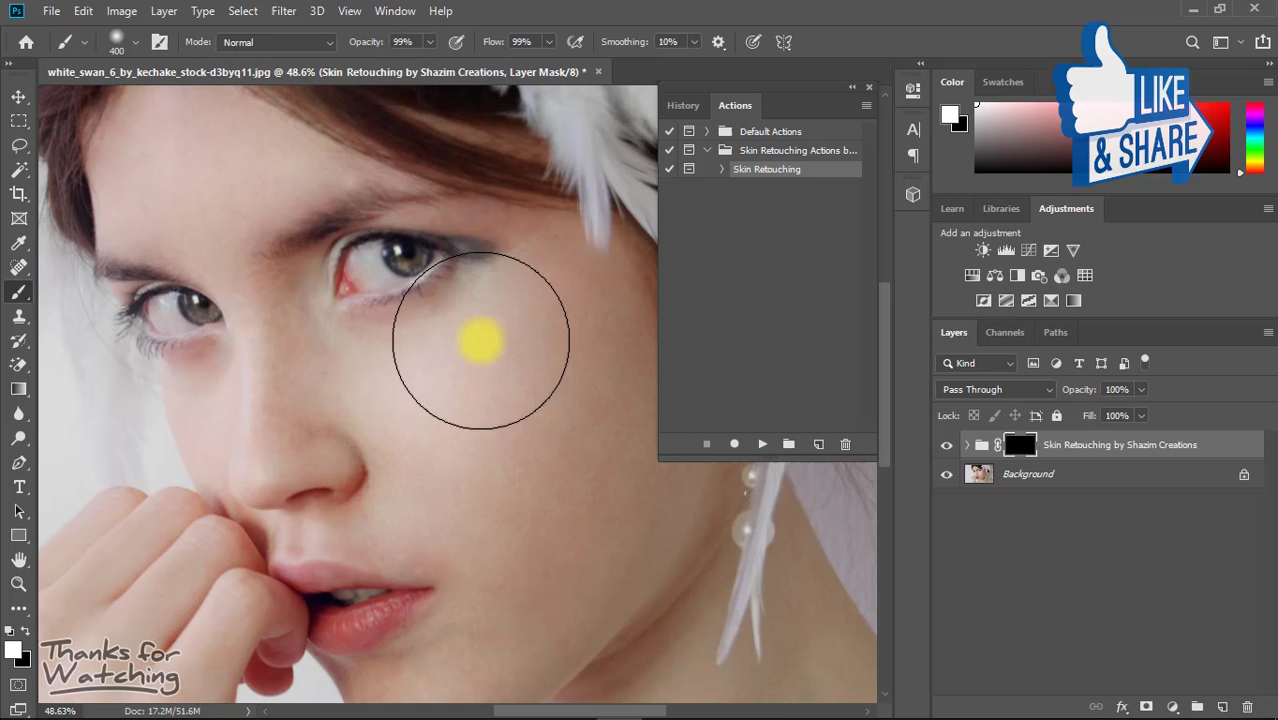 Ps File Edit Image Layer Type Select Filter 3D View Window Help
400 Mode: Normal Opacity: 99% Flow: 99% Smoothing: 10%
white_swan_6_by_kechake_stock-d3byq11.jpg @ 48.6% (Skin Retouching by Shazim Creations, Layer Mask/8) * ×
History Actions
Default Actions
Skin Retouching Actions b...
Skin Retouching
Color Swatches
LIKE
& SHARE
Learn Libraries Adjustments
Add an adjustment
Layers Channels Paths
Kind
Pass Through Opacity: 100%
Lock: Fill: 100%
Skin Retouching by Shazim Creations
Background
Thanks for
Watching
48.63% Doc: 17.2M/51.6M